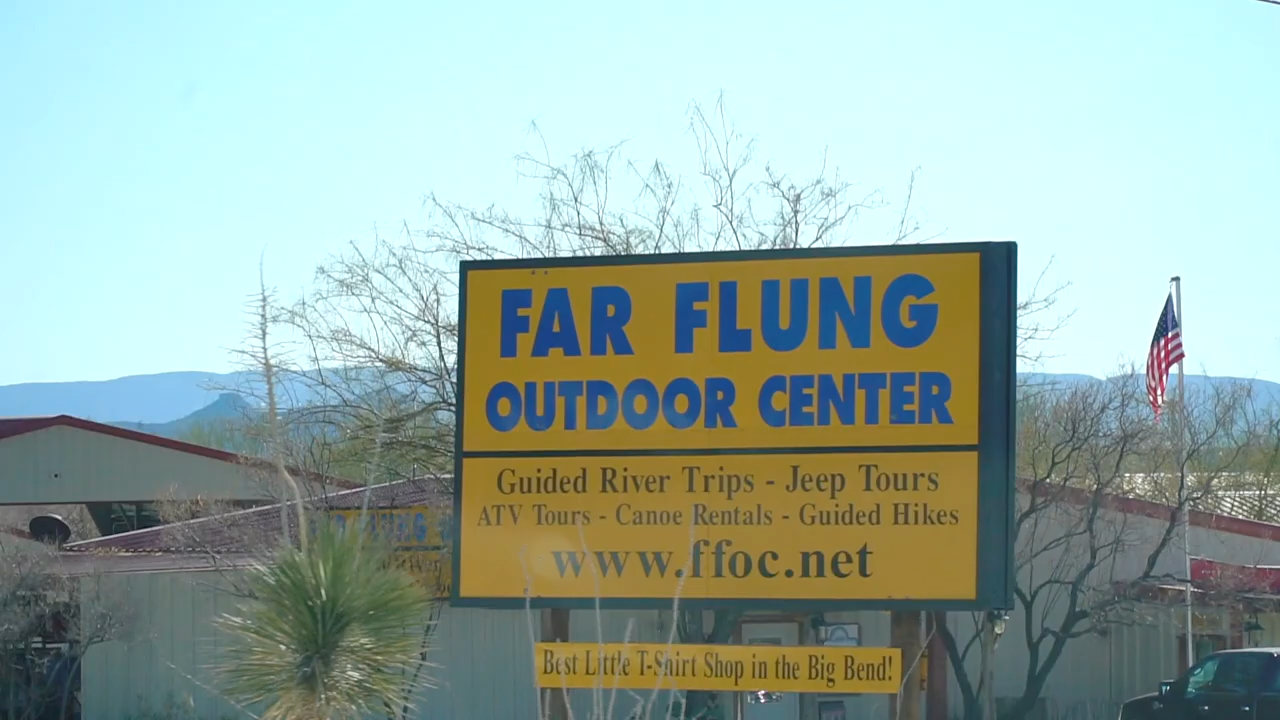 FAR FLUNG
OUTDOOR CENTER
Guided River Trips - Jeep Tours
ATV Tours - Canoe Rentals - Guided Hikes
www.ffoc.net
Best Little T-Shirt Shop in the Big Bend!